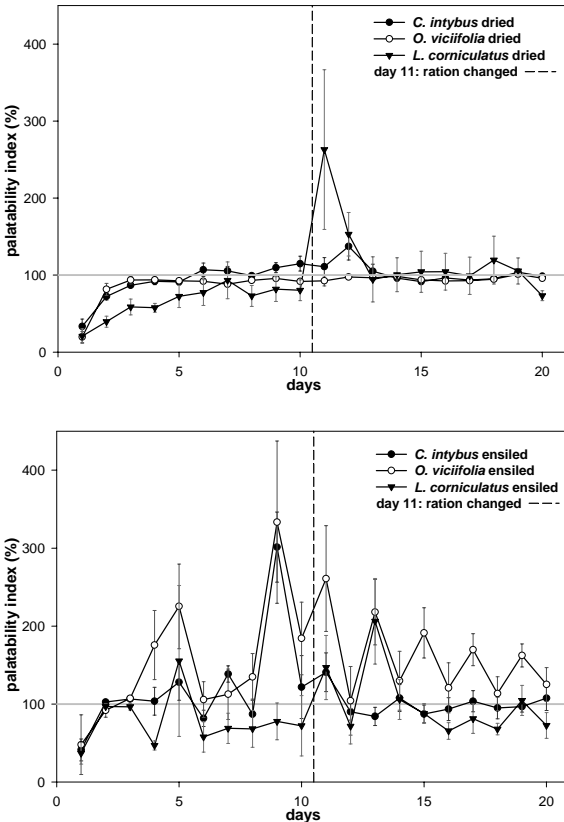 400
C. intybus dried
O. viciifolia dried
L. corniculatus dried
day 11: ration changed
300
palatability index (%)
200
100
0
0 5 10 15 20
days
400
C. intybus ensiled
O. viciifolia ensiled
L. corniculatus ensiled
day 11: ration changed
300
palatability index (%)
200
100
0
0 5 10 15 20
days